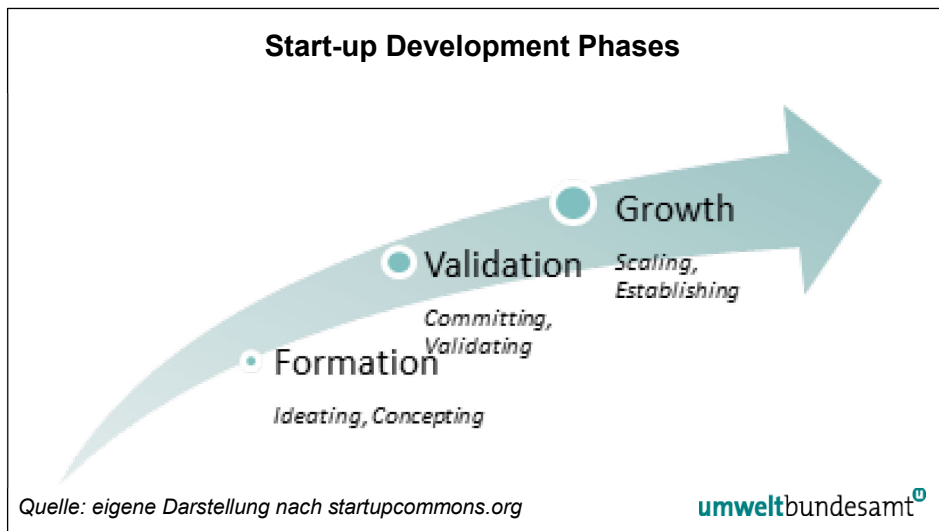 Start-up Development Phases
Growth
Scaling,
Establishing
Validation
Committing,
Validating
Formation
Ideating, Concepting
Quelle: eigene Darstellung nach startupcommons.org
umweltbundesamt
u